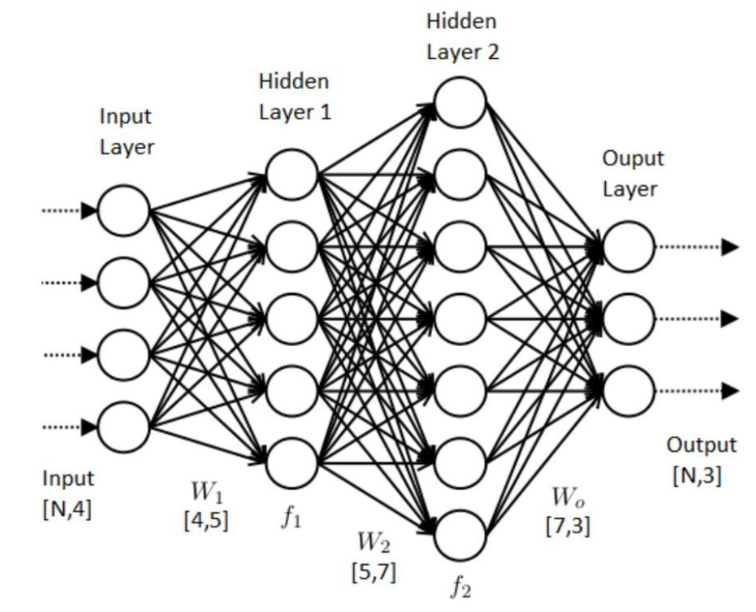 Hidden
Layer 2
Hidden
Layer 1
Input
Layer
Ouput
Layer
Input
[N,4]
W₁
[4,5]
f₁
W₂
[5,7]
f₂
Wₒ
[7,3]
Output
[N,3]